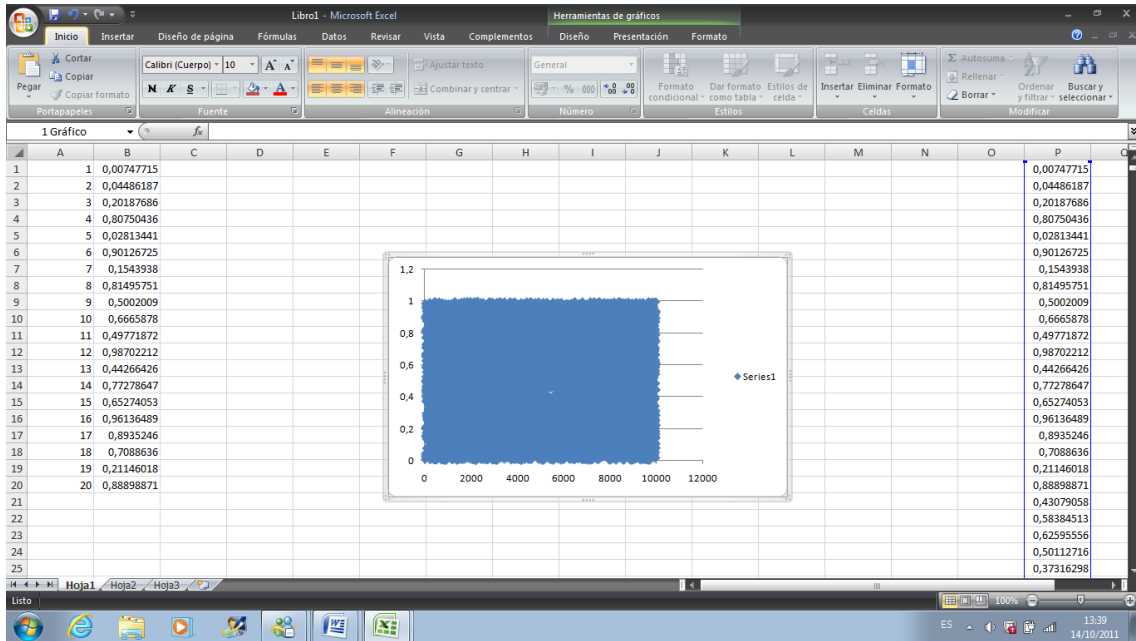 Libro1 - Microsoft Excel
Herramientas de gráficos
Inicio Insertar Diseño de página Fórmulas Datos Revisar Vista Complementos Diseño Presentación Formato
Pegar
Cortar
Copiar
Copiar formato
Portapapeles
Calibri (Cuerpo) 10 A A
N K S A
Fuente
Ajustar texto
Combinar y centrar
Alineación
General
% 000
Número
Formato condicional
Dar formato como tabla
Estilos de celda
Estilos
Insertar Eliminar Formato
Celdas
Σ Autosuma
Rellenar
Borrar
Ordenar y filtrar
Buscar y seleccionar
Modificar
1 Gráfico fx
A B C D E F G H I J K L M N O P Q
1 1 0,00747715 0,00747715
2 2 0,04486187 0,04486187
3 3 0,20187686 0,20187686
4 4 0,80750436 0,80750436
5 5 0,02813441 0,02813441
6 6 0,90126725 0,90126725
7 7 0,1543938 0,1543938
8 8 0,81495751 0,81495751
9 9 0,5002009 0,5002009
10 10 0,6665878 0,6665878
11 11 0,49771872 0,49771872
12 12 0,98702212 0,98702212
13 13 0,44266426 0,44266426
14 14 0,77278647 0,77278647
15 15 0,65274053 0,65274053
16 16 0,96136489 0,96136489
17 17 0,8935246 0,8935246
18 18 0,7088636 0,7088636
19 19 0,21146018 0,21146018
20 20 0,88898871 0,88898871
21 0,43079058
22 0,58384513
23 0,62595556
24 0,50112716
25 0,37316298
1,2
1
0,8
0,6
0,4
0,2
0
0 2000 4000 6000 8000 10000 12000
Series1
Hoja1 Hoja2 Hoja3
Listo 100%
ES 13:39
14/10/2011